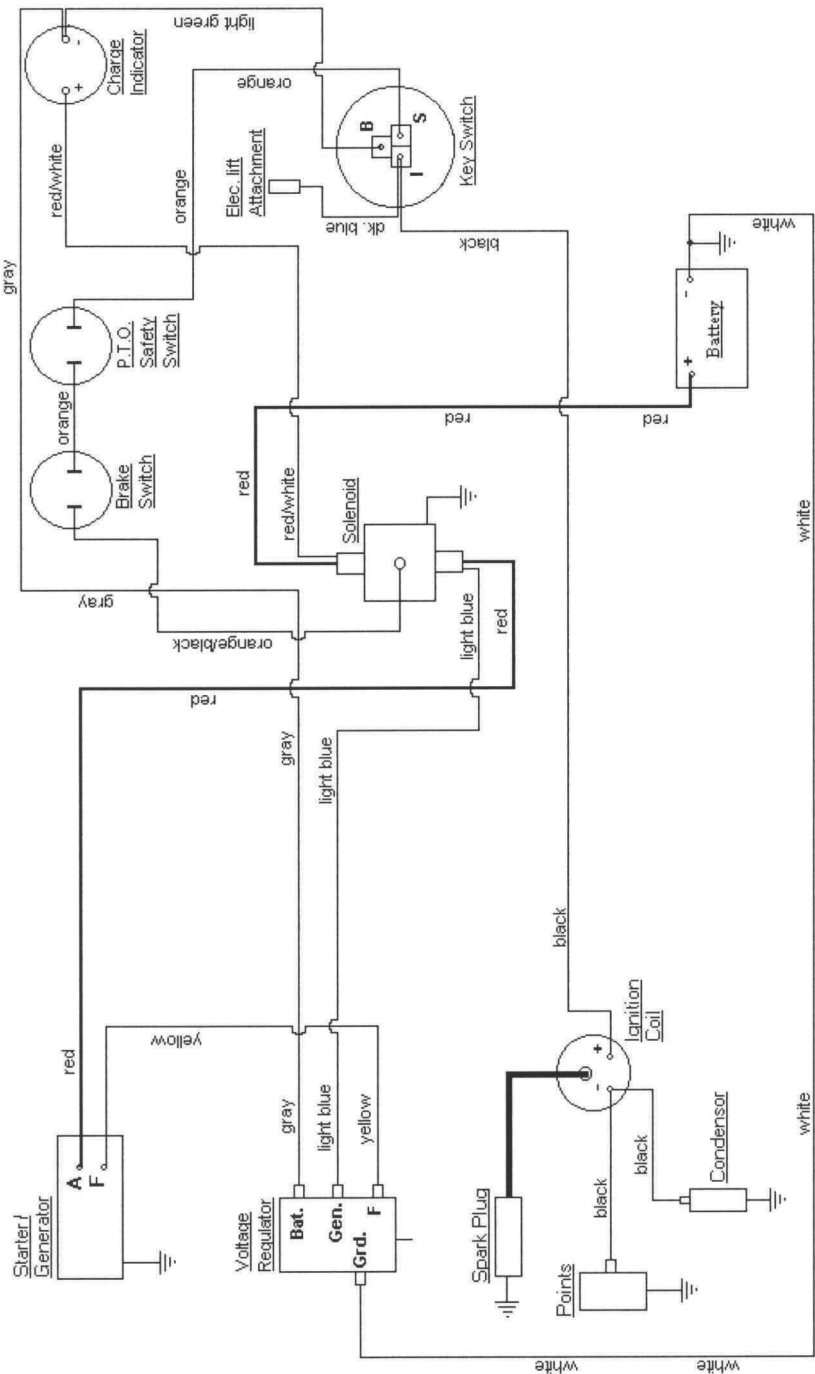 Starter /
Generator
A
F
red
yellow
Voltage
Regulator
Bat.
Gen.
F
Grd.
gray
light blue
yellow
gray
light blue
red
orange/black
gray
Brake
Switch
orange
P.T.O.
Safety
Switch
orange
gray
red/white
Charge
Indicator
+
-
light green
orange
Elec. lift
Attachment
dk. blue
B
S
I
Key Switch
black
Solenoid
red
red/white
light blue
red
red
red
Battery
+
-
white
white
Spark Plug
Points
black
black
Condensor
Ignition
Coil
+
-
black
white
white
white